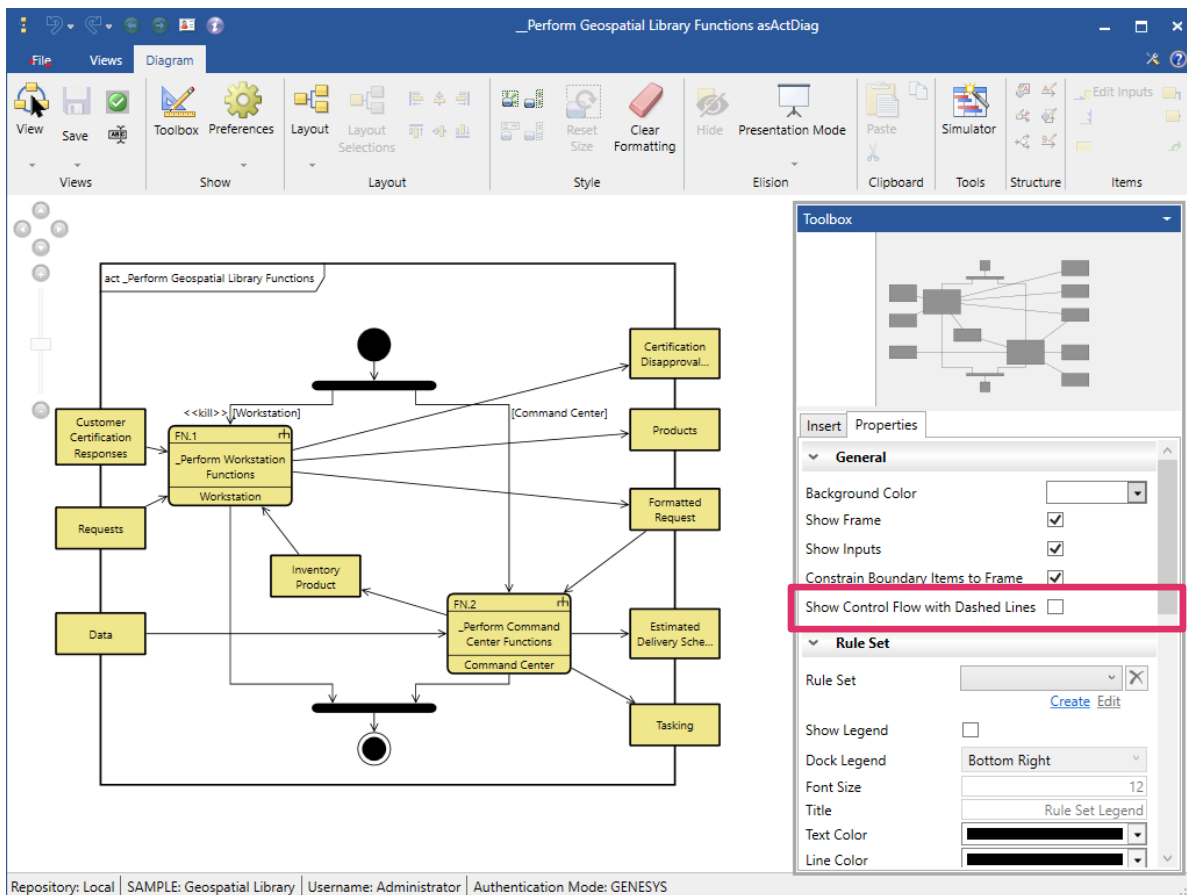 __Perform Geospatial Library Functions asActDiag
File
Views
Diagram
View
Save
Toolbox
Preferences
Layout
Layout
Selections
Reset
Size
Clear
Formatting
Hide
Presentation Mode
Paste
Simulator
Edit Inputs
Views
Show
Layout
Style
Elision
Clipboard
Tools
Structure
Items
act _Perform Geospatial Library Functions
Certification
Disapproval...
<<kill>>
[Workstation]
[Command Center]
Customer
Certification
Responses
FN.1
_Perform Workstation
Functions
Workstation
Products
Requests
Formatted
Request
Inventory
Product
FN.2
_Perform Command
Center Functions
Command Center
Data
Estimated
Delivery Sche...
Tasking
Toolbox
Insert
Properties
General
Background Color
Show Frame
Show Inputs
Constrain Boundary Items to Frame
Show Control Flow with Dashed Lines
Rule Set
Rule Set
Create Edit
Show Legend
Dock Legend Bottom Right
Font Size 12
Title Rule Set Legend
Text Color
Line Color
Repository: Local SAMPLE: Geospatial Library Username: Administrator Authentication Mode: GENESYS